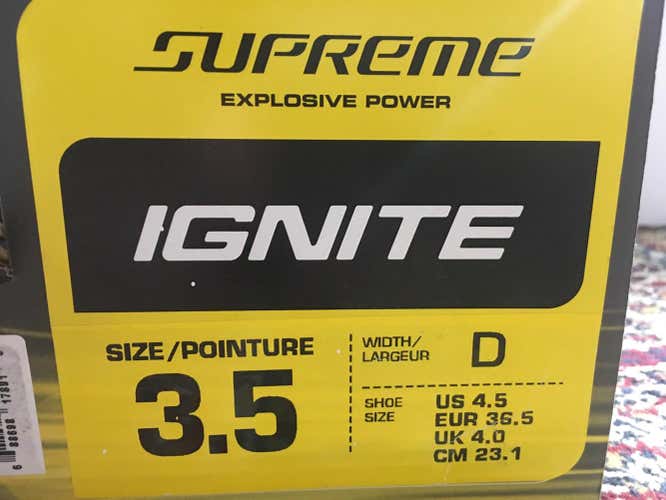 SUPREME
EXPLOSIVE POWER
IGNITE
SIZE/POINTURE
3.5
WIDTH/
LARGEUR
D
SHOE
SIZE
US 4.5
EUR 36.5
UK 4.0
CM 23.1